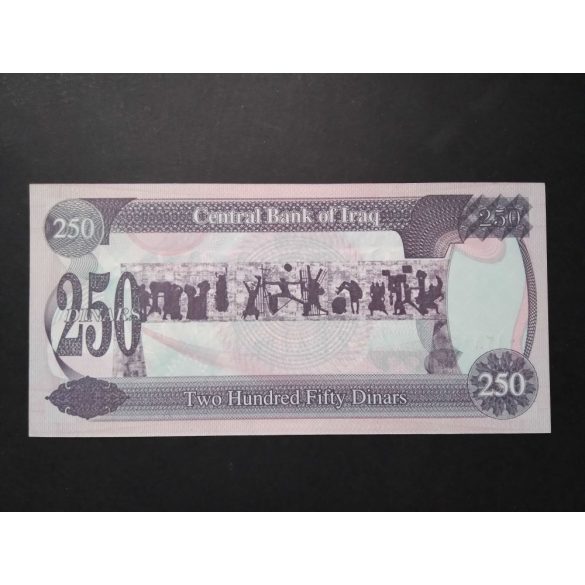 Central Bank of Iraq
250
250
250
DINARS
250
Two Hundred Fifty Dinars